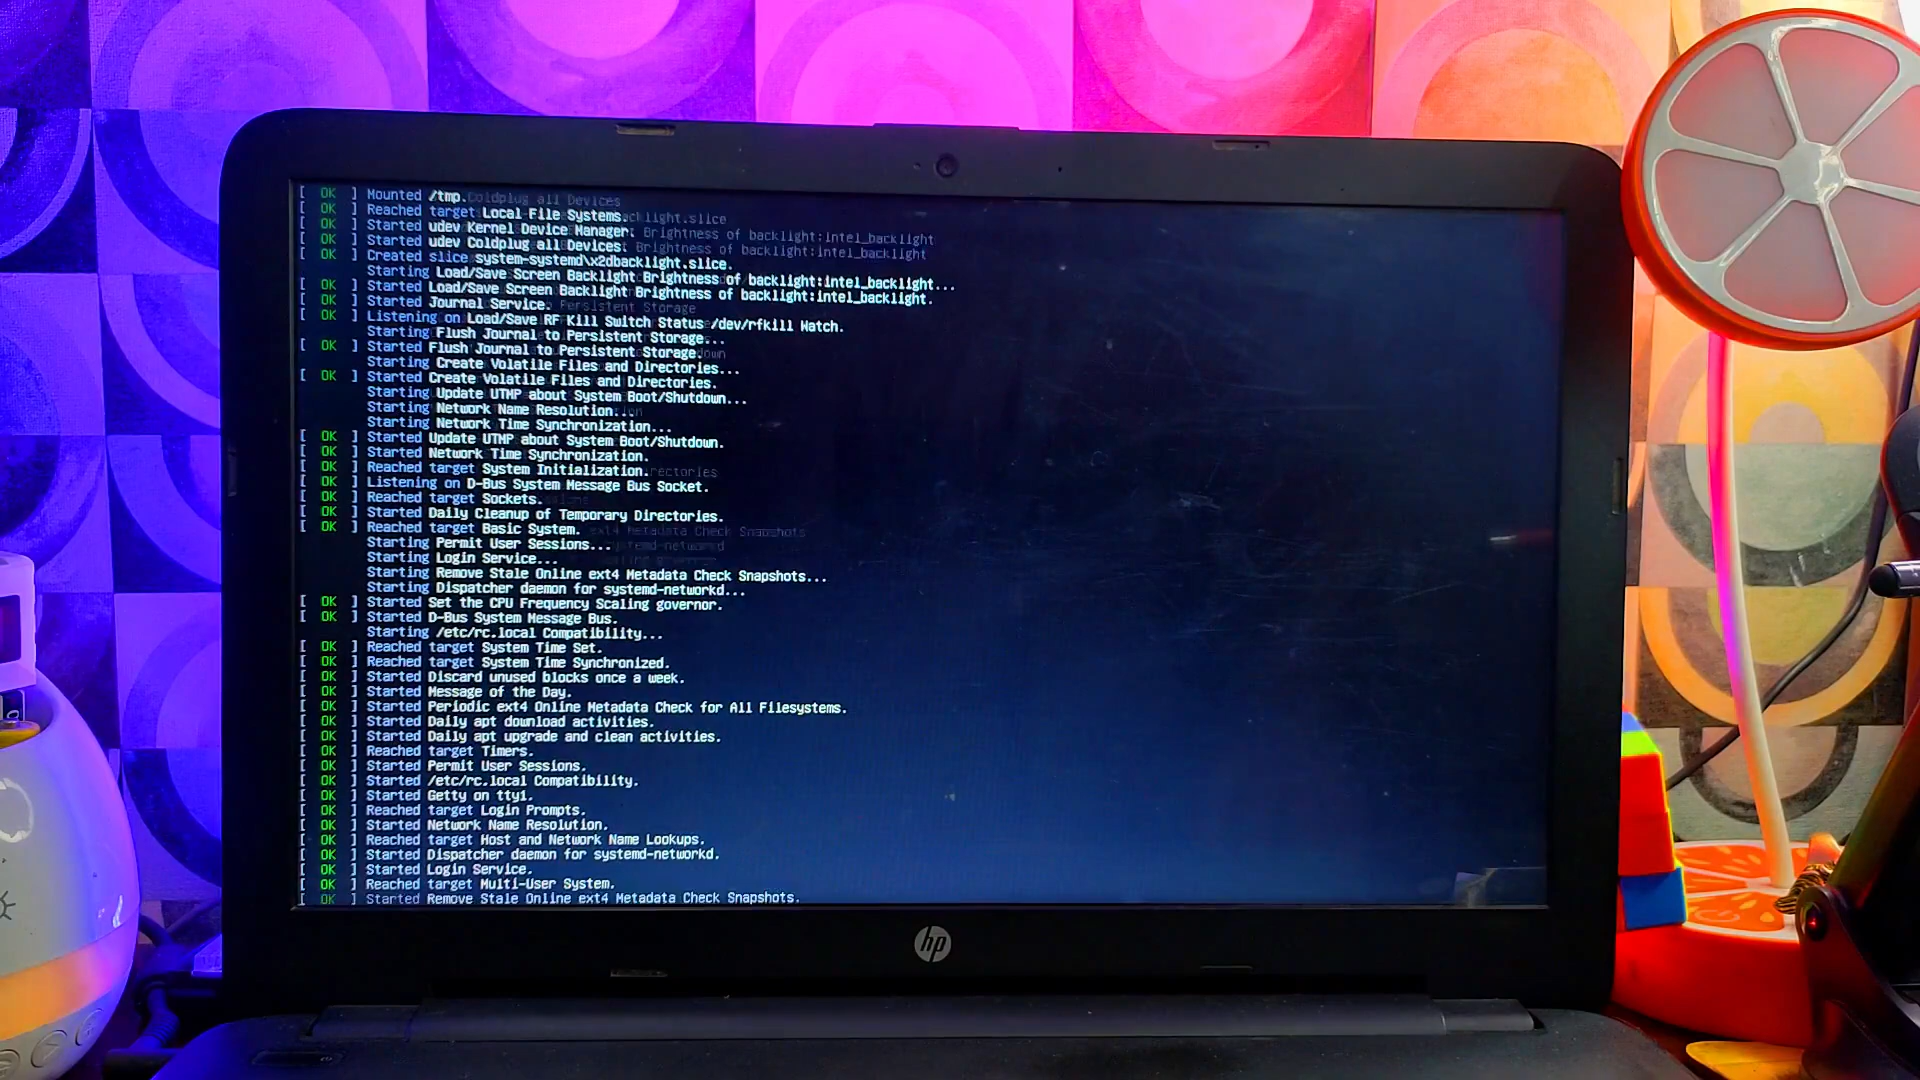 [ OK ] Mounted /tmp.
[ OK ] Reached target Local File Systems.
[ OK ] Started udev Kernel Device Manager.
[ OK ] Started udev Coldplug all Devices.
[ OK ] Created slice system-systemd\x2dbacklight.slice.
Starting Load/Save Screen Backlight Brightness of backlight:intel_backlight...
[ OK ] Started Load/Save Screen Backlight Brightness of backlight:intel_backlight.
[ OK ] Started Journal Service.
[ OK ] Listening on Load/Save RF Kill Switch Status /dev/rfkill Watch.
Starting Flush Journal to Persistent Storage...
[ OK ] Started Flush Journal to Persistent Storage.
Starting Create Volatile Files and Directories...
[ OK ] Started Create Volatile Files and Directories.
Starting Update UTMP about System Boot/Shutdown...
Starting Network Name Resolution...
Starting Network Time Synchronization...
[ OK ] Started Update UTMP about System Boot/Shutdown.
[ OK ] Started Network Time Synchronization.
[ OK ] Reached target System Initialization.
[ OK ] Listening on D-Bus System Message Bus Socket.
[ OK ] Reached target Sockets.
[ OK ] Started Daily Cleanup of Temporary Directories.
[ OK ] Reached target Basic System.
Starting Permit User Sessions...
Starting Login Service...
Starting Remove Stale Online ext4 Metadata Check Snapshots...
Starting Dispatcher daemon for systemd-networkd...
[ OK ] Started Set the CPU Frequency Scaling governor.
[ OK ] Started D-Bus System Message Bus.
Starting /etc/rc.local Compatibility...
[ OK ] Reached target System Time Set.
[ OK ] Reached target System Time Synchronized.
[ OK ] Started Discard unused blocks once a week.
[ OK ] Started Message of the Day.
[ OK ] Started Periodic ext4 Online Metadata Check for All Filesystems.
[ OK ] Started Daily apt download activities.
[ OK ] Started Daily apt upgrade and clean activities.
[ OK ] Reached target Timers.
[ OK ] Started Permit User Sessions.
[ OK ] Started /etc/rc.local Compatibility.
[ OK ] Started Getty on tty1.
[ OK ] Reached target Login Prompts.
[ OK ] Started Network Name Resolution.
[ OK ] Reached target Host and Network Name Lookups.
[ OK ] Started Dispatcher daemon for systemd-networkd.
[ OK ] Started Login Service.
[ OK ] Reached target Multi-User System.
[ OK ] Started Remove Stale Online ext4 Metadata Check Snapshots.
hp